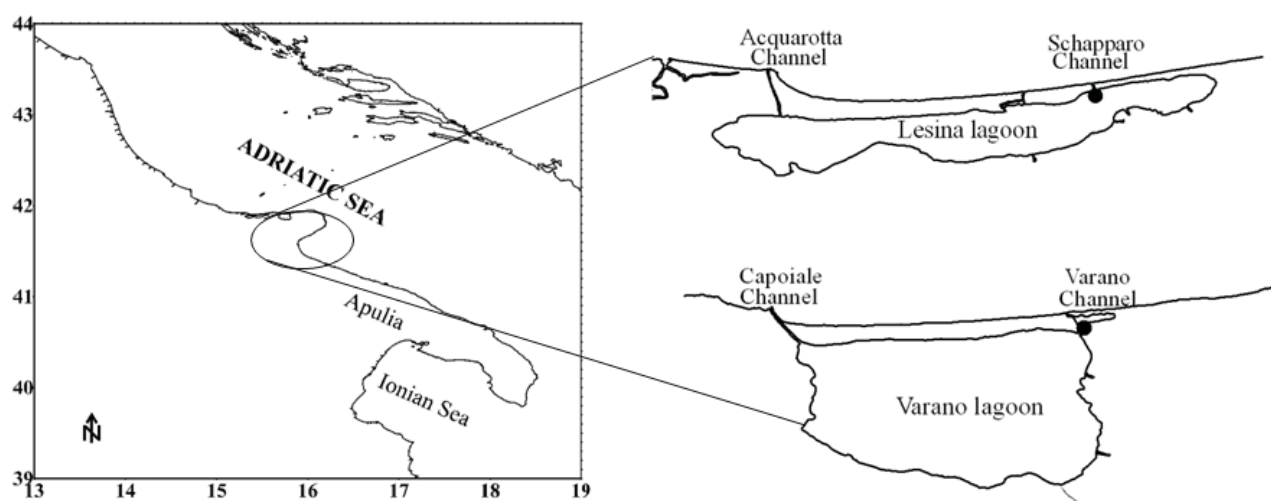 44
43
42
41
40
39
13
14
15
16
17
18
19
ADRIATIC SEA
Apulia
Ionian Sea
N
Acquarotta
Channel
Schapparo
Channel
Lesina lagoon
Capoiale
Channel
Varano
Channel
Varano lagoon